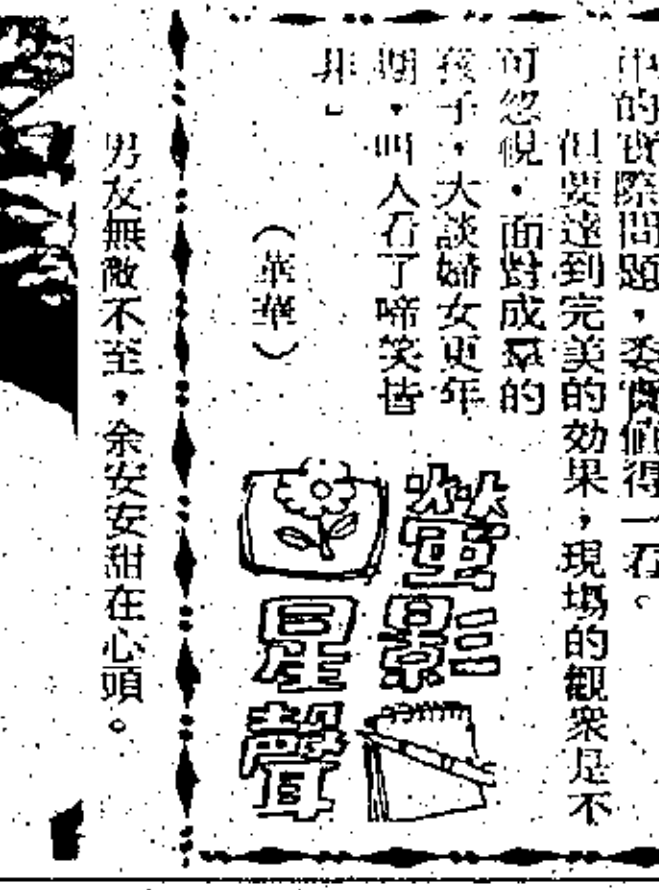 中的實際問題，委實值得一看。
但要達到完美的效果，現場的觀衆是不
可忽視，面對成羣的
孩子，大談婦女更年
期，叫人看了啼笑皆
非。
（華華）
螢影
星聲
男友無微不至，余安安甜在心頭。